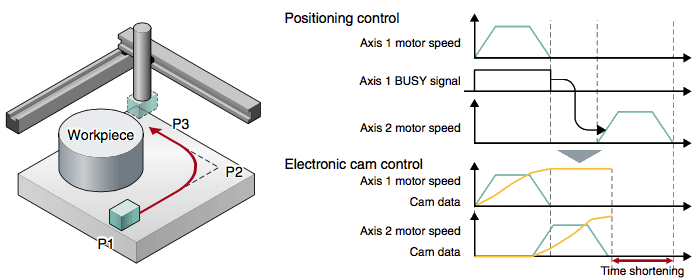 Workpiece
P3
P2
P1
Positioning control
Axis 1 motor speed
Axis 1 BUSY signal
Axis 2 motor speed
Electronic cam control
Axis 1 motor speed
Cam data
Axis 2 motor speed
Cam data
Time shortening